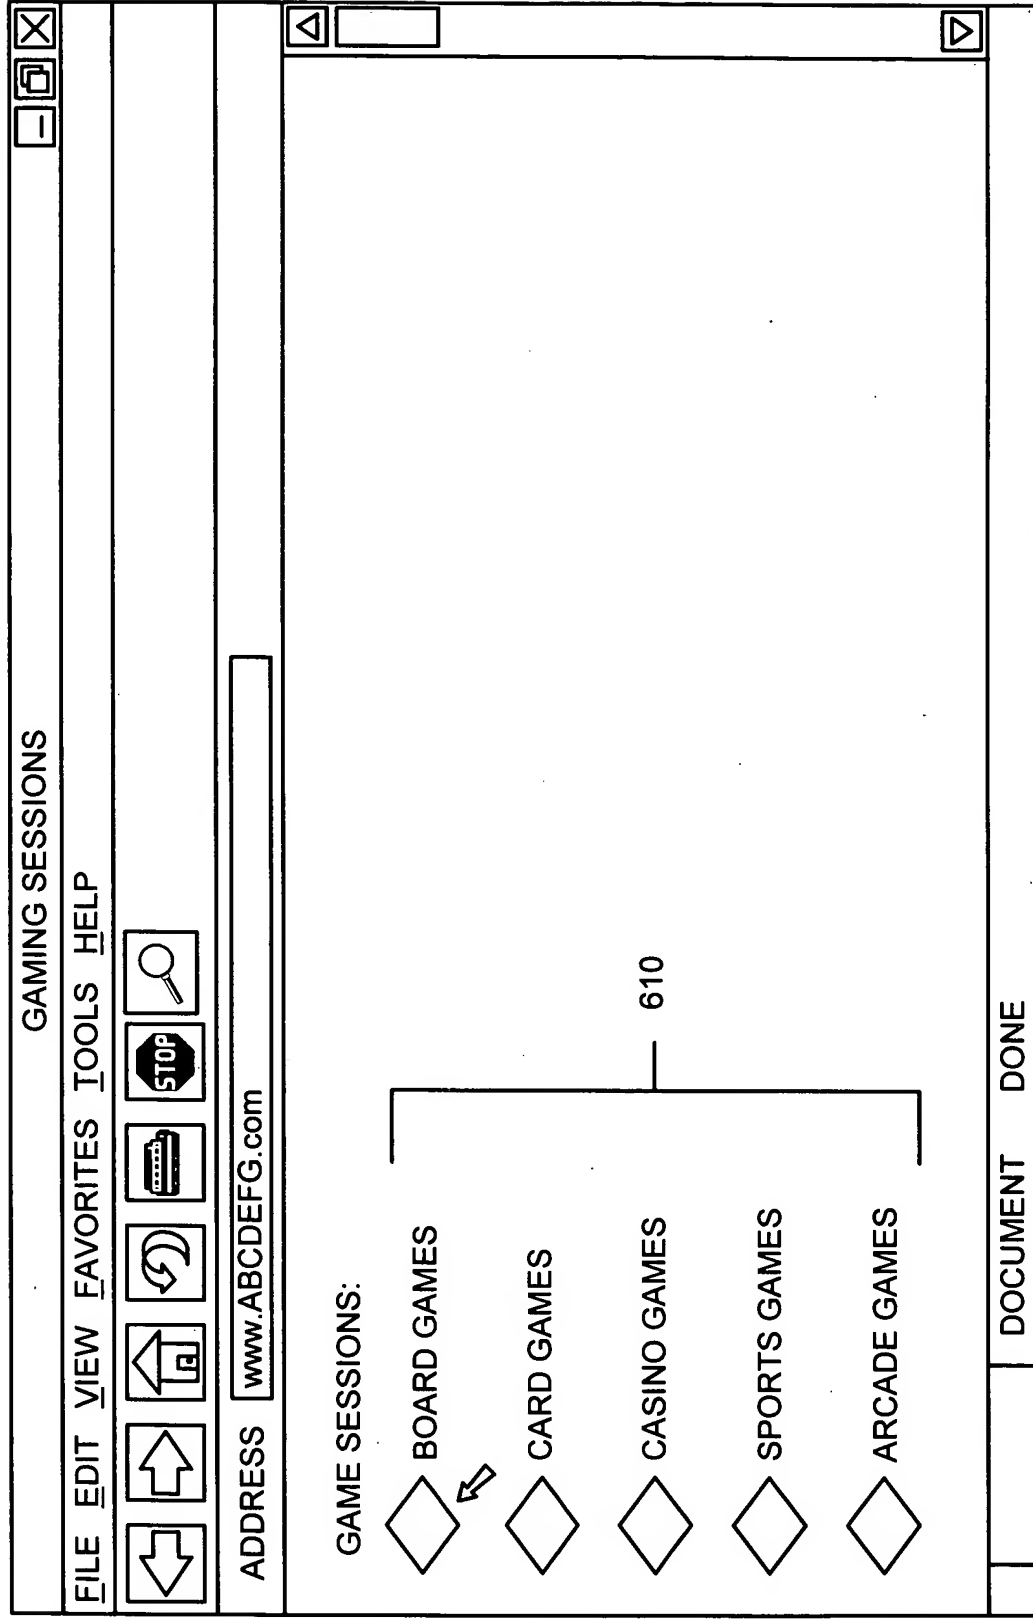 GAMING SESSIONS
FILE EDIT VIEW FAVORITES TOOLS HELP
STOP
ADDRESS www.ABCDEFG.com
GAME SESSIONS:
BOARD GAMES
CARD GAMES
CASINO GAMES
SPORTS GAMES
ARCADE GAMES
610
DOCUMENT DONE